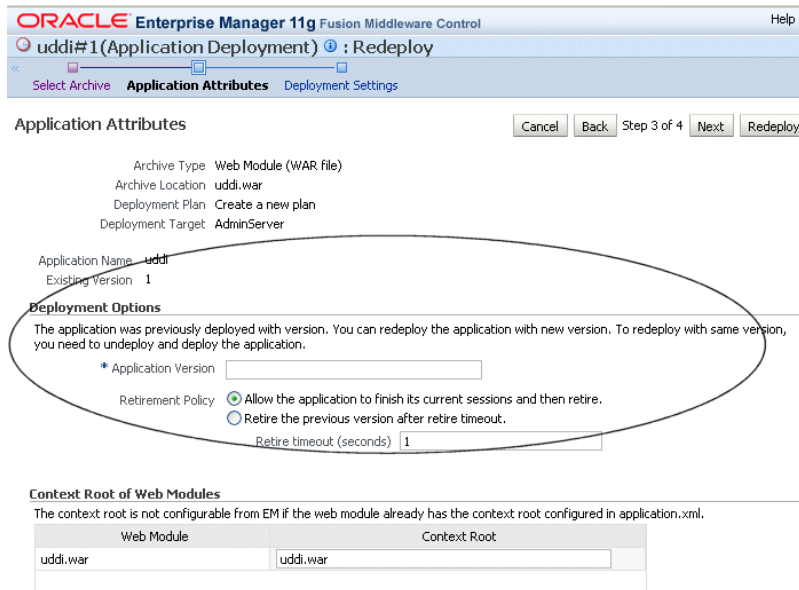 ORACLE Enterprise Manager 11g Fusion Middleware Control Help
uddi#1(Application Deployment) : Redeploy
Select Archive Application Attributes Deployment Settings
Application Attributes Cancel Back Step 3 of 4 Next Redeploy
Archive Type Web Module (WAR file)
Archive Location uddi.war
Deployment Plan Create a new plan
Deployment Target AdminServer
Application Name uddi
Existing Version 1
Deployment Options
The application was previously deployed with version. You can redeploy the application with new version. To redeploy with same version,
you need to undeploy and deploy the application.
* Application Version
Retirement Policy Allow the application to finish its current sessions and then retire.
Retire the previous version after retire timeout.
Retire timeout (seconds) 1
Context Root of Web Modules
The context root is not configurable from EM if the web module already has the context root configured in application.xml.
Web Module Context Root
uddi.war uddi.war